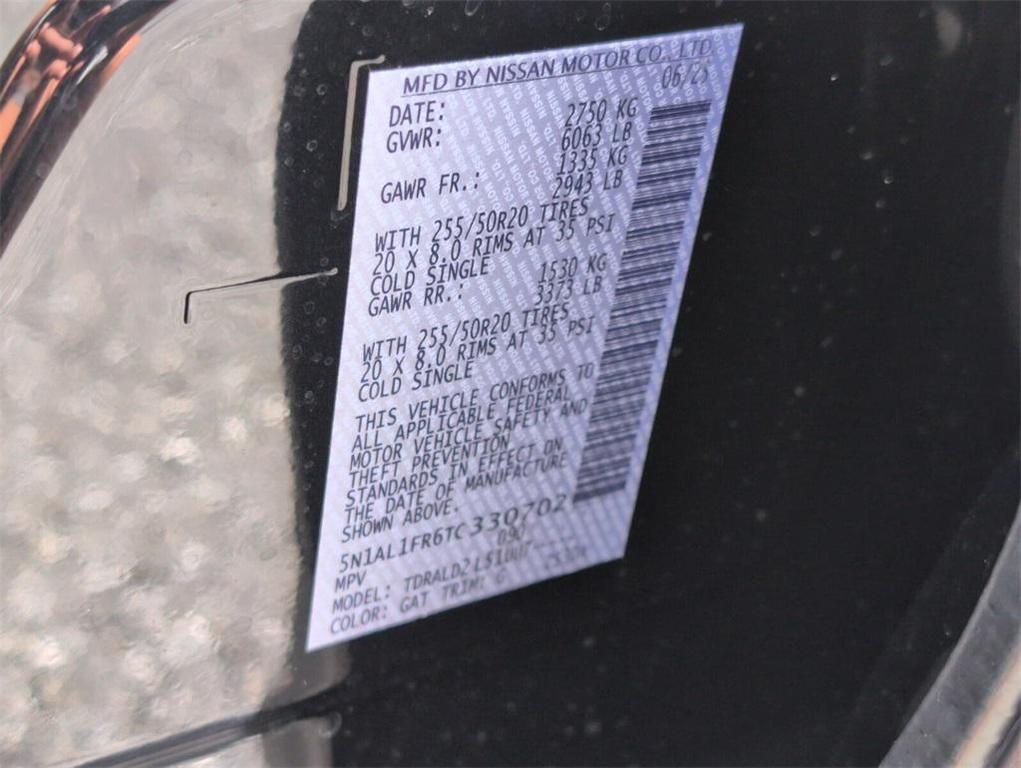 MFD BY NISSAN MOTOR CO., LTD.
DATE: 06/25
GVWR: 2750 KG
6063 LB
GAWR FR.: 1335 KG
2943 LB
WITH 255/50R20 TIRES
20 X 8.0 RIMS AT 35 PSI
COLD SINGLE
GAWR RR.: 1530 KG
3373 LB
WITH 255/50R20 TIRES
20 X 8.0 RIMS AT 35 PSI
COLD SINGLE
THIS VEHICLE CONFORMS TO
ALL APPLICABLE FEDERAL
MOTOR VEHICLE SAFETY AND
THEFT PREVENTION
STANDARDS IN EFFECT ON
THE DATE OF MANUFACTURE
SHOWN ABOVE.
5N1AL1FR6TC330702
MPV
MODEL:
COLOR: GAT TRIM: G